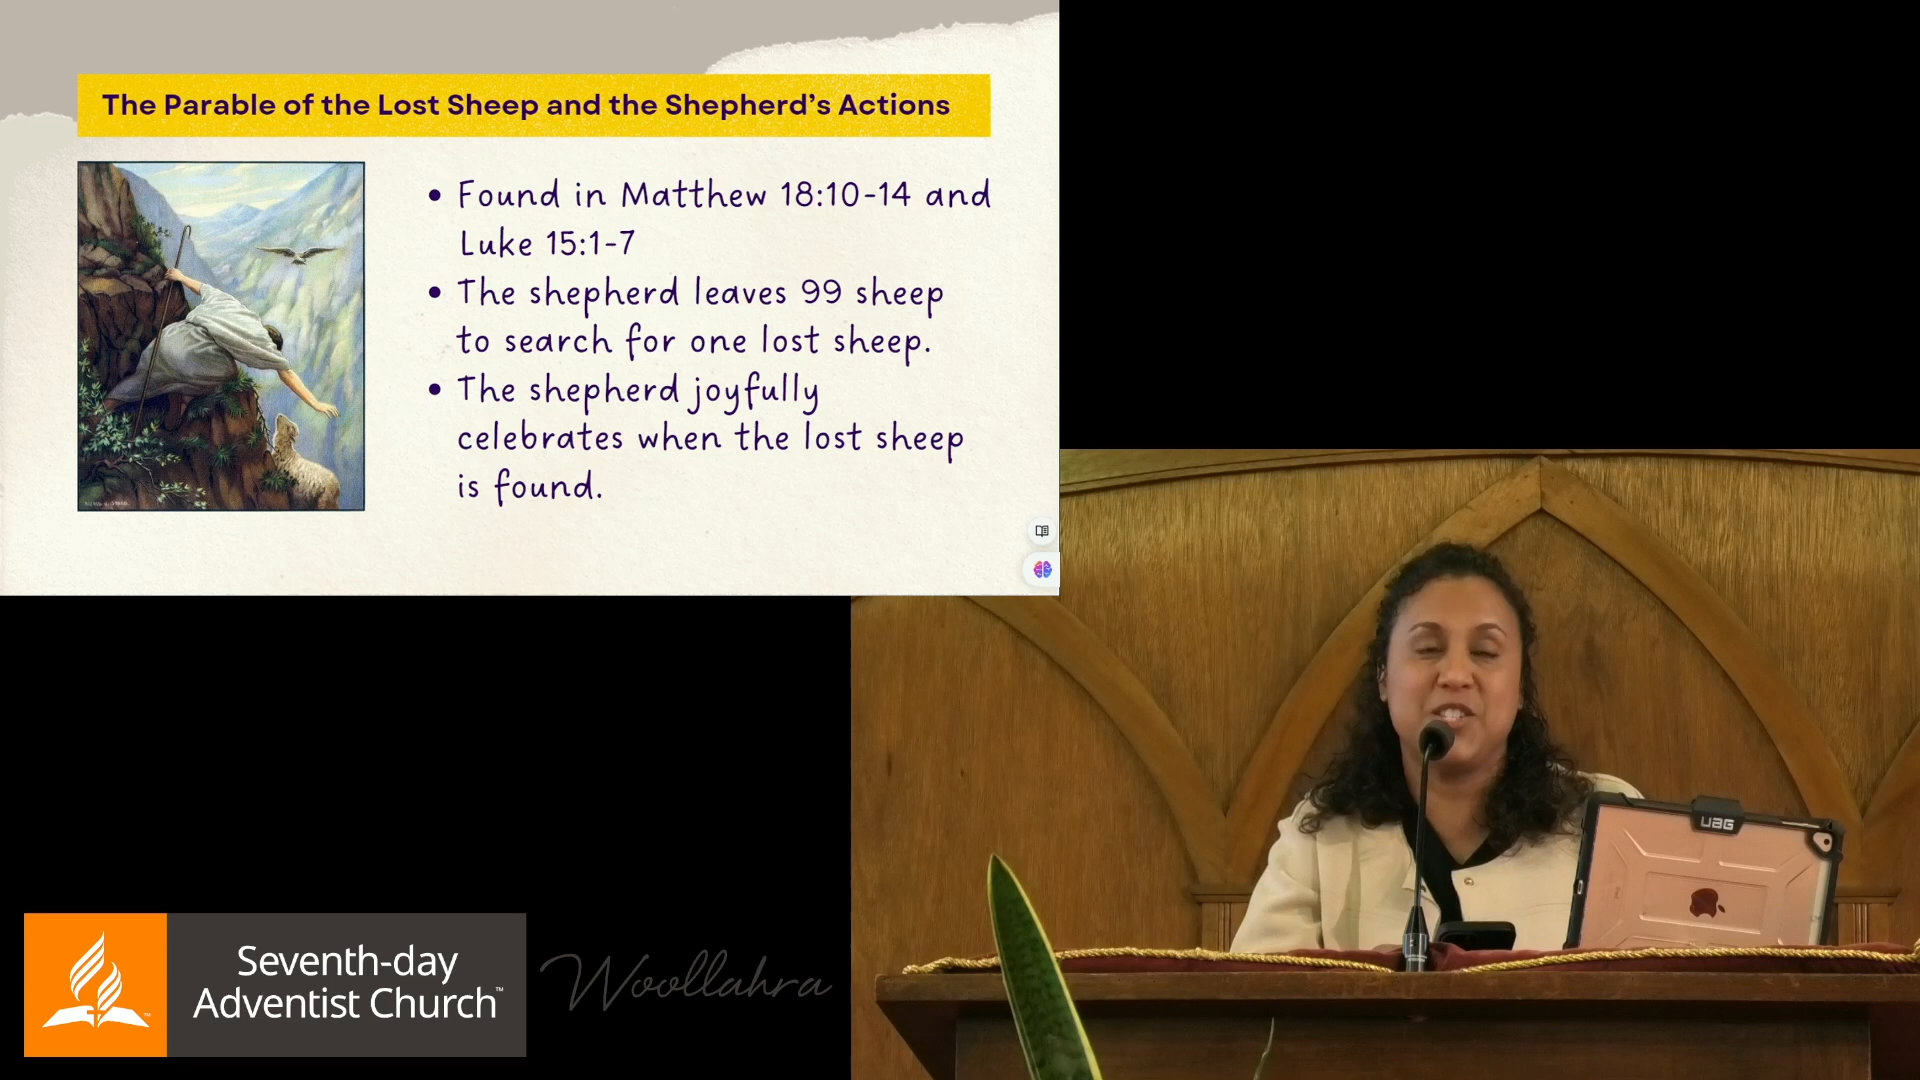 The Parable of the Lost Sheep and the Shepherd’s Actions
• Found in Matthew 18:10-14 and
Luke 15:1-7
• The shepherd leaves 99 sheep
to search for one lost sheep.
• The shepherd joyfully
celebrates when the lost sheep
is found.
UAG
Seventh-day
Adventist Church™
Woollahra